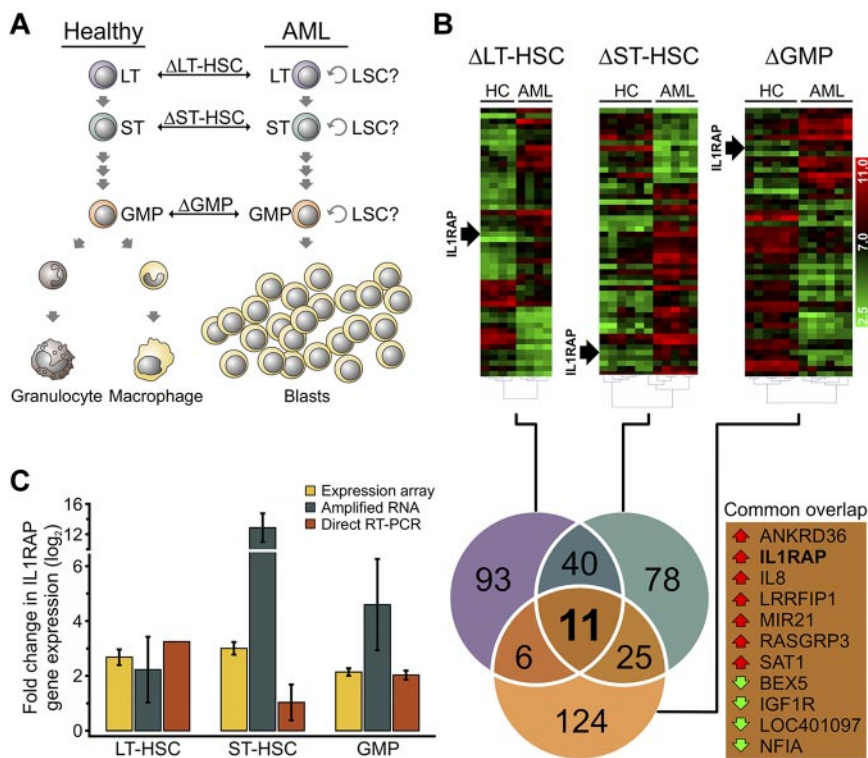 A
Healthy
AML
LT
ΔLT-HSC
LT
LSC?
ST
ΔST-HSC
ST
LSC?
GMP
ΔGMP
GMP
LSC?
Granulocyte
Macrophage
Blasts
B
ΔLT-HSC
ΔST-HSC
ΔGMP
HC
AML
HC
AML
HC
AML
IL1RAP
IL1RAP
IL1RAP
11.0
7.0
2.5
93
40
78
11
6
25
124
Common overlap
ANKRD36
IL1RAP
IL8
LRRFIP1
MIR21
RASGRP3
SAT1
BEX5
IGF1R
LOC401097
NFIA
C
Expression array
Amplified RNA
Direct RT-PCR
Fold change in IL1RAP
gene expression (log2)
16
12
6
4
2
0
LT-HSC
ST-HSC
GMP